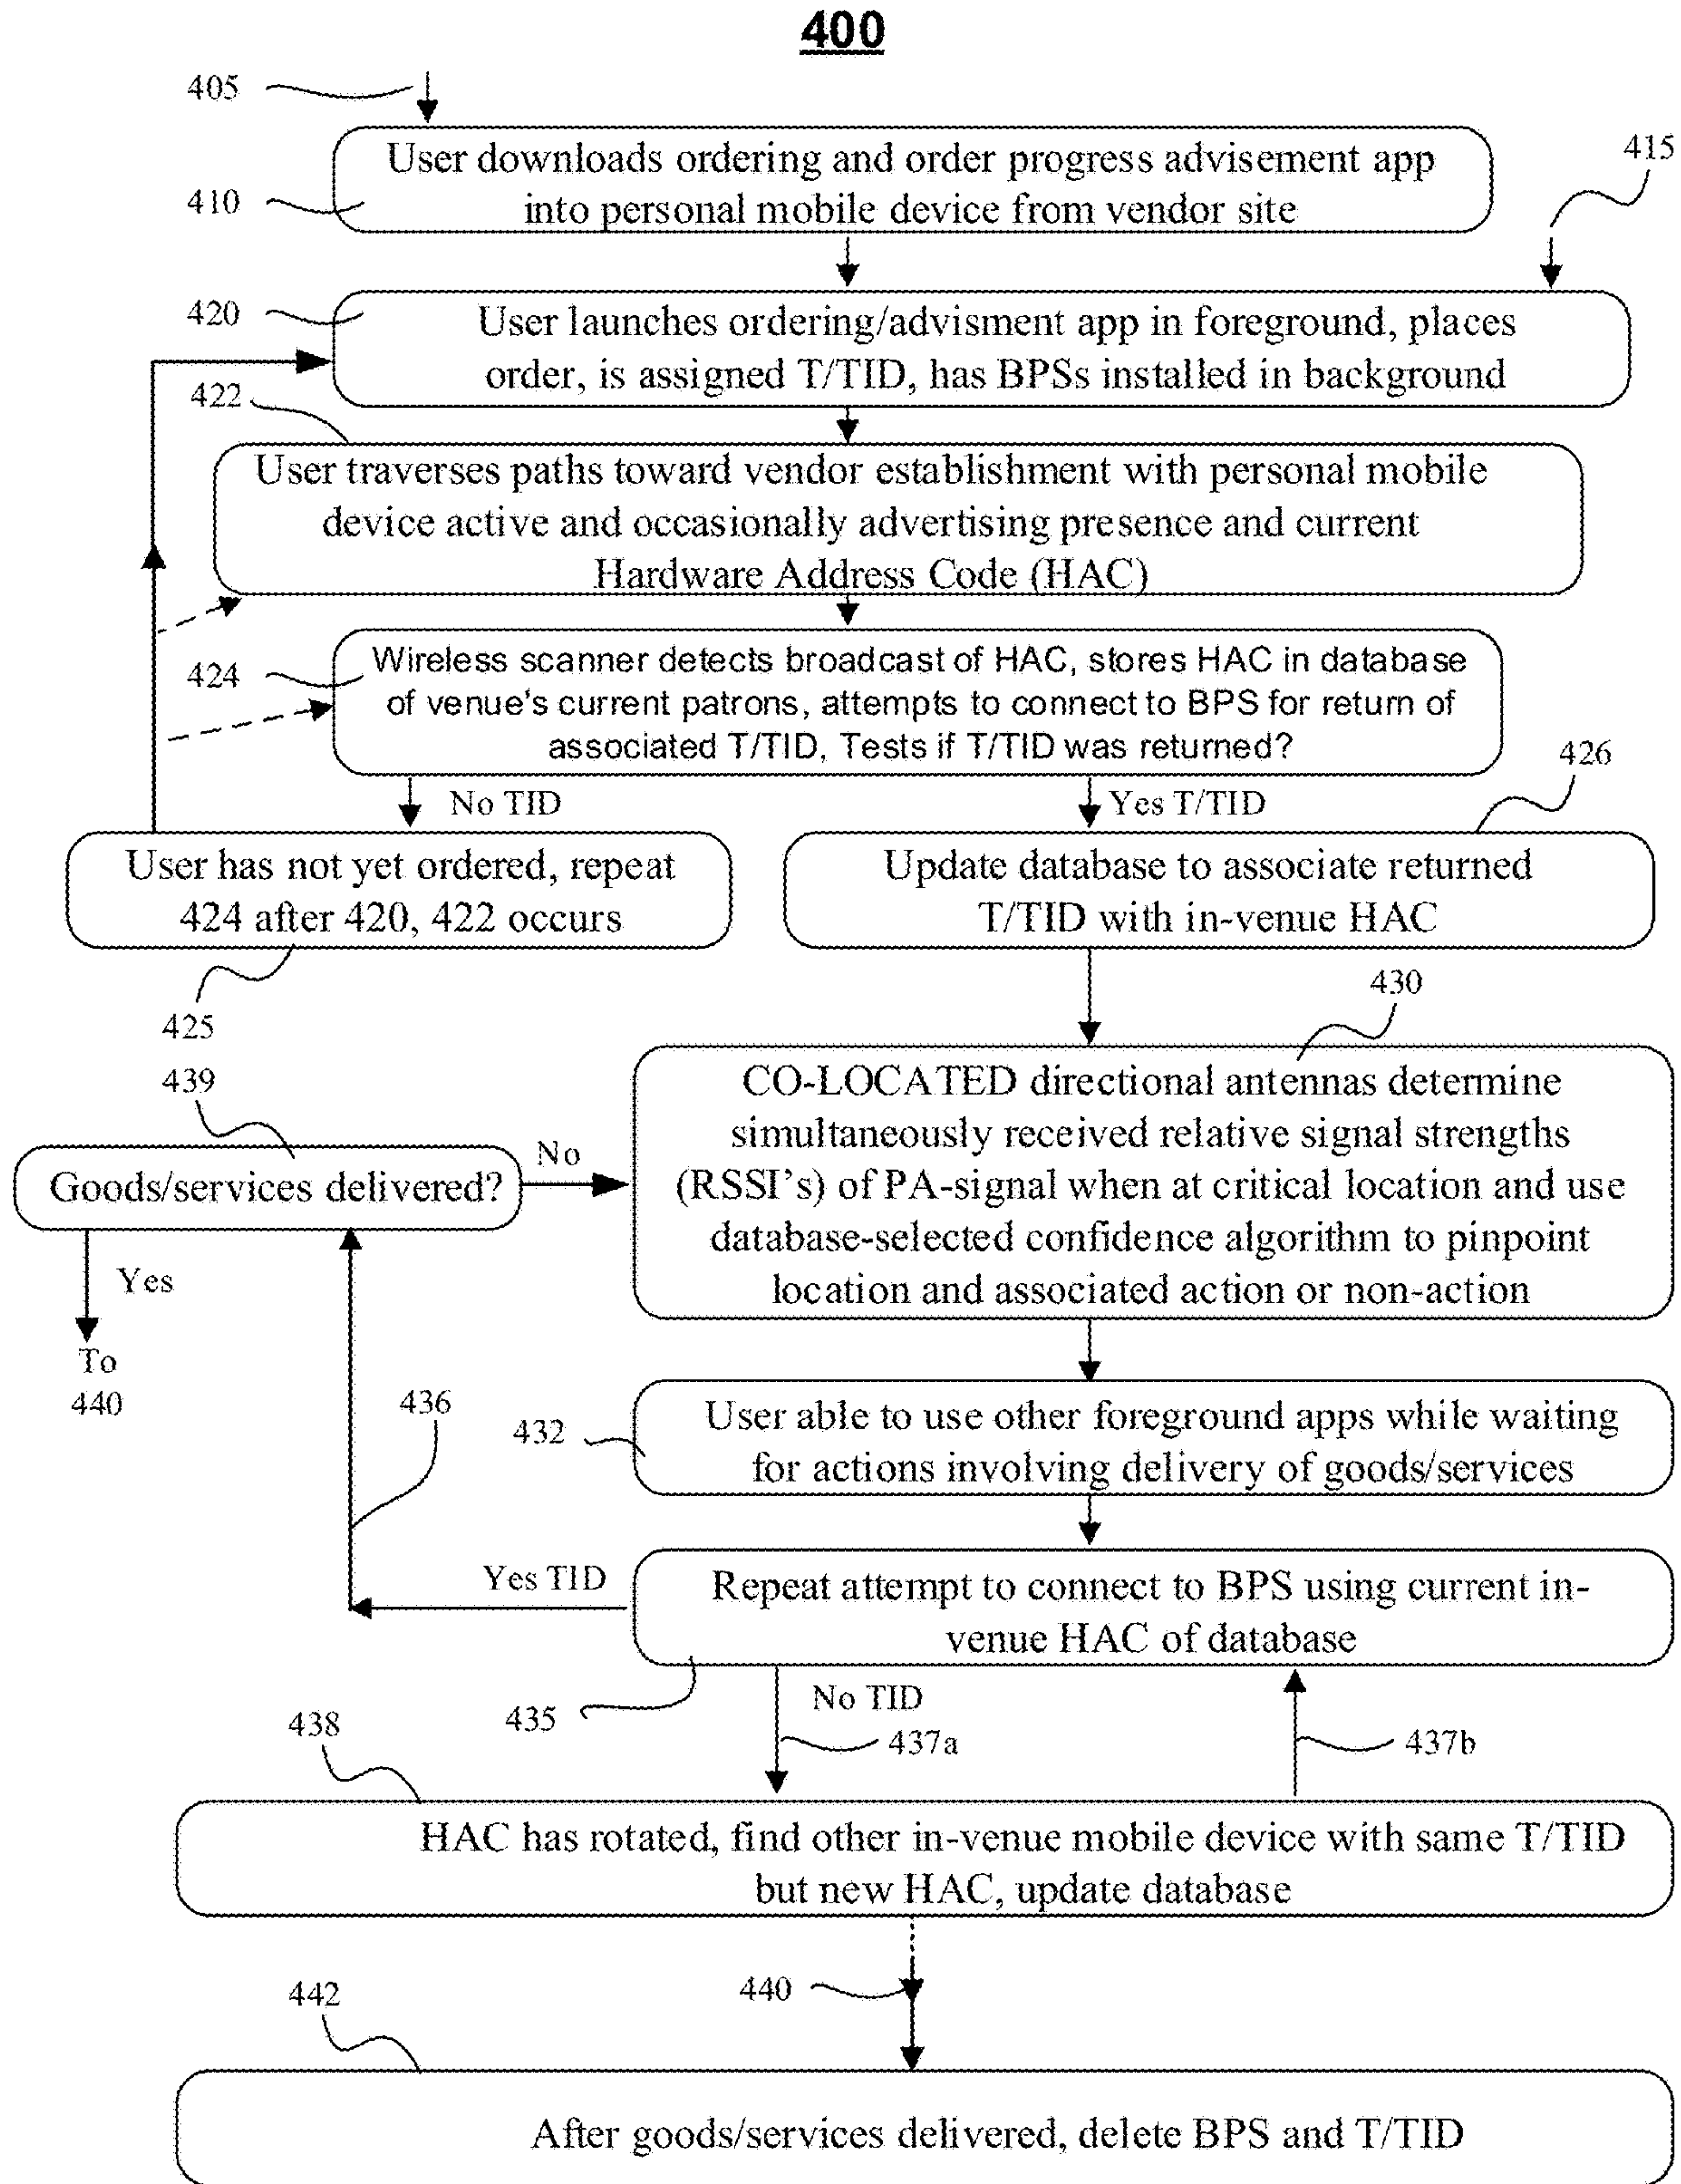 400
405
User downloads ordering and order progress advisement app
into personal mobile device from vendor site
410
415
420
User launches ordering/advisment app in foreground, places
order, is assigned T/TID, has BPSs installed in background
422
User traverses paths toward vendor establishment with personal mobile
device active and occasionally advertising presence and current
Hardware Address Code (HAC)
424
Wireless scanner detects broadcast of HAC, stores HAC in database
of venue's current patrons, attempts to connect to BPS for return of
associated T/TID, Tests if T/TID was returned?
No TID
Yes T/TID
426
User has not yet ordered, repeat
424 after 420, 422 occurs
425
Update database to associate returned
T/TID with in-venue HAC
430
439
Goods/services delivered?
No
Yes
To
440
CO-LOCATED directional antennas determine
simultaneously received relative signal strengths
(RSSI's) of PA-signal when at critical location and use
database-selected confidence algorithm to pinpoint
location and associated action or non-action
436
432
User able to use other foreground apps while waiting
for actions involving delivery of goods/services
Yes TID
Repeat attempt to connect to BPS using current in-
venue HAC of database
435
No TID
437a
437b
438
HAC has rotated, find other in-venue mobile device with same T/TID
but new HAC, update database
440
442
After goods/services delivered, delete BPS and T/TID